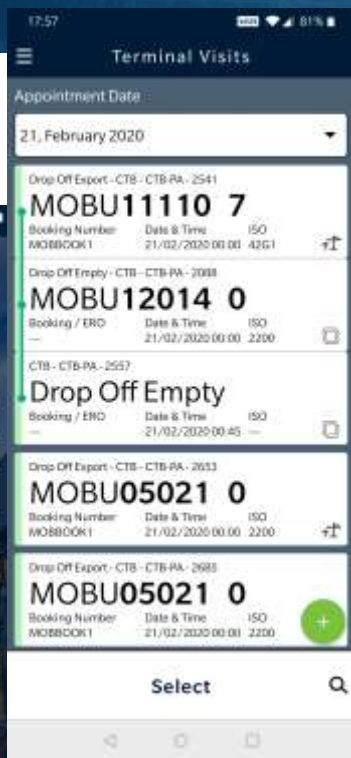 17:57
81%
Terminal Visits
Appointment Date
21, February 2020
Drop Off Export - CTB - CTB-PA - 2541
MOBU11110 7
Booking Number Date & Time ISO
MOBBOOK1 21/02/2020 00:00 42G1
Drop Off Empty - CTB - CTB-PA - 2088
MOBU12014 0
Booking / ERO Date & Time ISO
--- 21/02/2020 00:00 2200
CTB - CTB-PA - 2557
Drop Off Empty
Booking / ERO Date & Time ISO
--- 21/02/2020 00:45 ---
Drop Off Export - CTB - CTB-PA - 2653
MOBU05021 0
Booking Number Date & Time ISO
MOBBOOK1 21/02/2020 00:00 2200
Drop Off Export - CTB - CTB-PA - 2685
MOBU05021 0
Booking Number Date & Time ISO
MOBBOOK1 21/02/2020 00:00 2200
+
Select